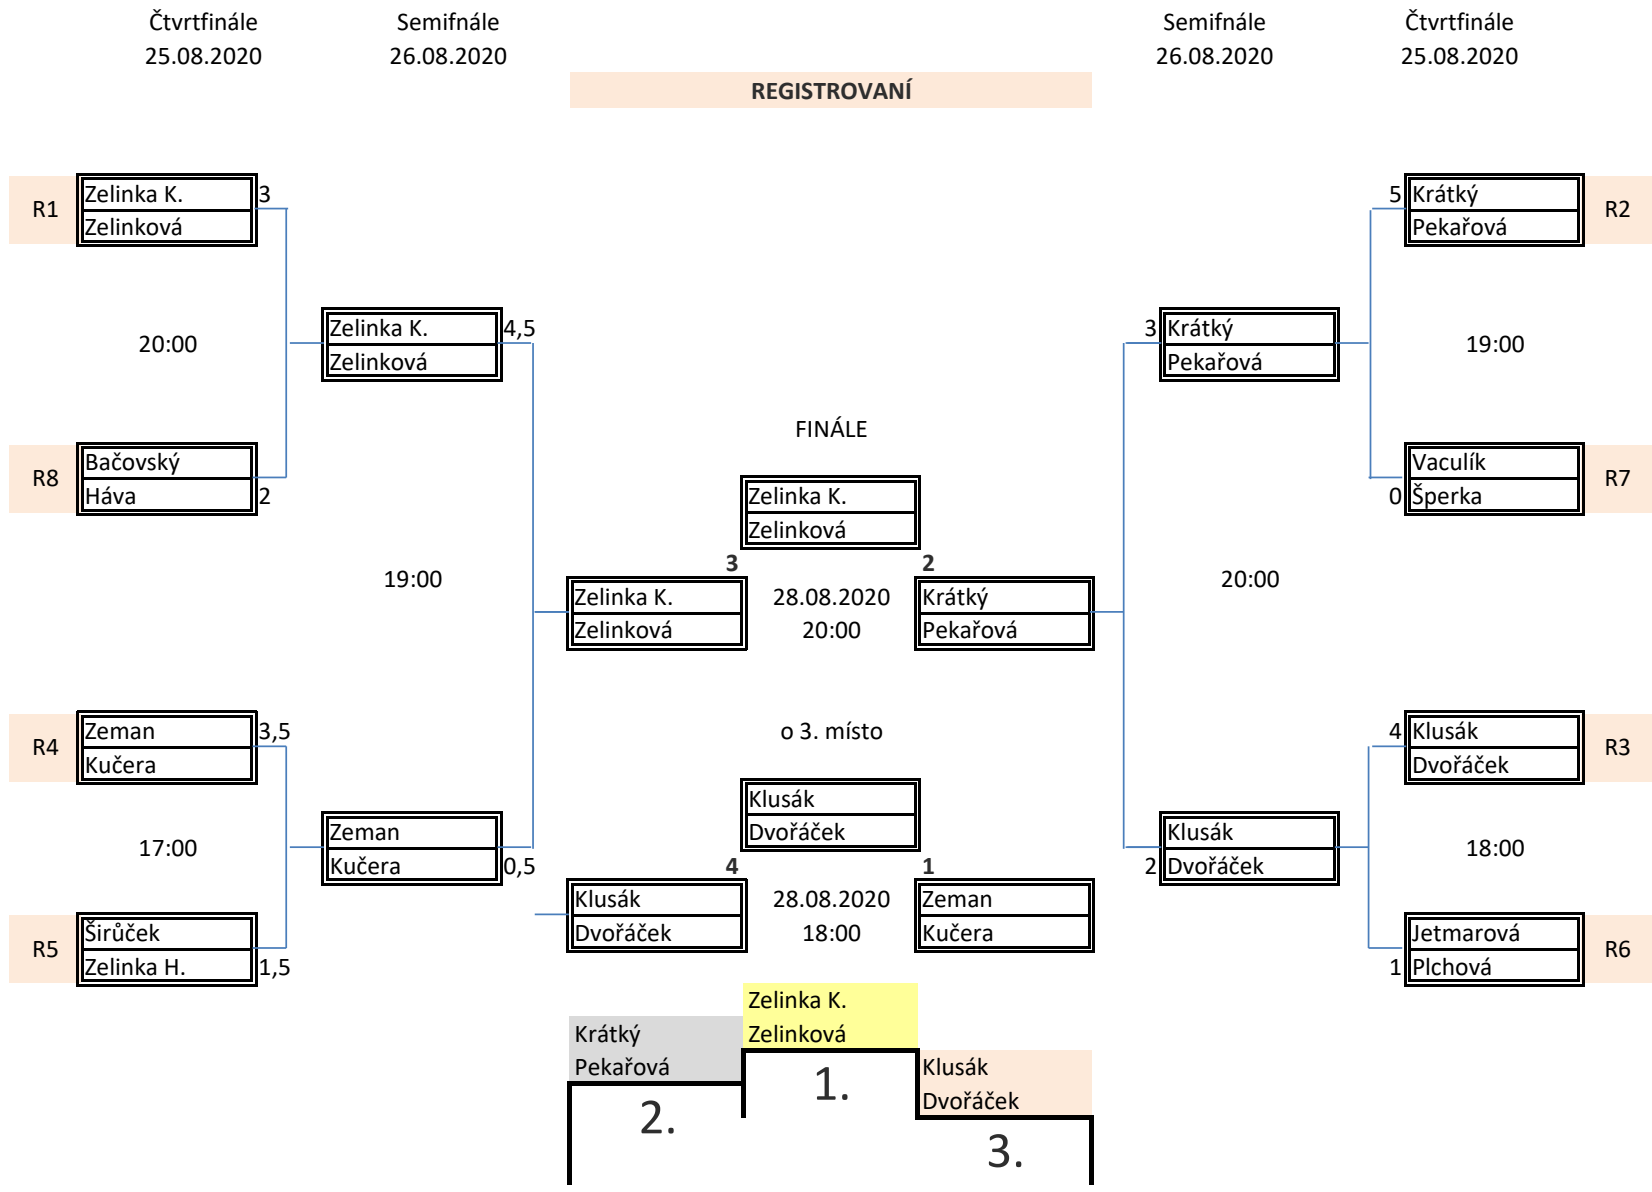 Čtvrtfinále Semifnále Semifnále Čtvrtfinále
25.08.2020 26.08.2020 26.08.2020 25.08.2020
REGISTROVANÍ
R1 Zelinka K. 3 5 Krátký R2
Zelinková Pekařová
Zelinka K. 4,5 3 Krátký
20:00 19:00
Zelinková Pekařová
FINÁLE
R8 Bačovský Vaculík R7
Háva 2 0 Šperka
Zelinka K.
Zelinková
3 2
19:00 20:00
Zelinka K. 28.08.2020 Krátký
Zelinková 20:00 Pekařová
R4 Zeman 3,5 o 3. místo 4 Klusák R3
Kučera Dvořáček
Klusák
Dvořáček
Zeman Klusák
17:00 18:00
Kučera 0,5 4 1 2 Dvořáček
Klusák 28.08.2020 Zeman
Dvořáček 18:00 Kučera
R5 Širůček Jetmarová R6
Zelinka H. 1,5 1 Plchová
Zelinka K.
Krátký Zelinková
Pekařová Klusák
1. Dvořáček
2.
3.